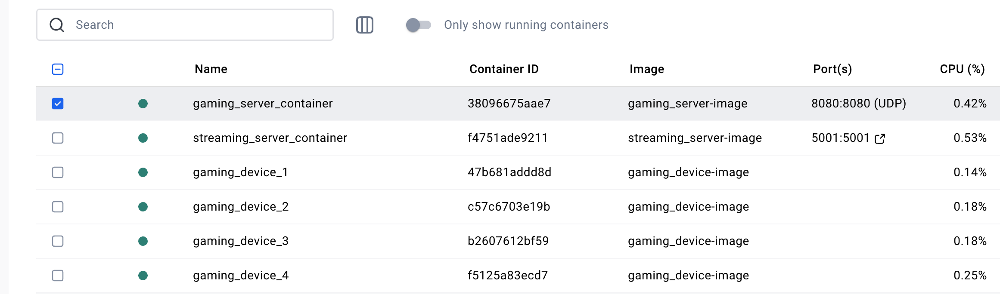 Search Only show running containers
Name Container ID Image Port(s) CPU (%)
gaming_server_container 38096675aae7 gaming_server-image 8080:8080 (UDP) 0.42%
streaming_server_container f4751ade9211 streaming_server-image 5001:5001 0.53%
gaming_device_1 47b681addd8d gaming_device-image 0.14%
gaming_device_2 c57c6703e19b gaming_device-image 0.18%
gaming_device_3 b2607612bf59 gaming_device-image 0.18%
gaming_device_4 f5125a83ecd7 gaming_device-image 0.25%